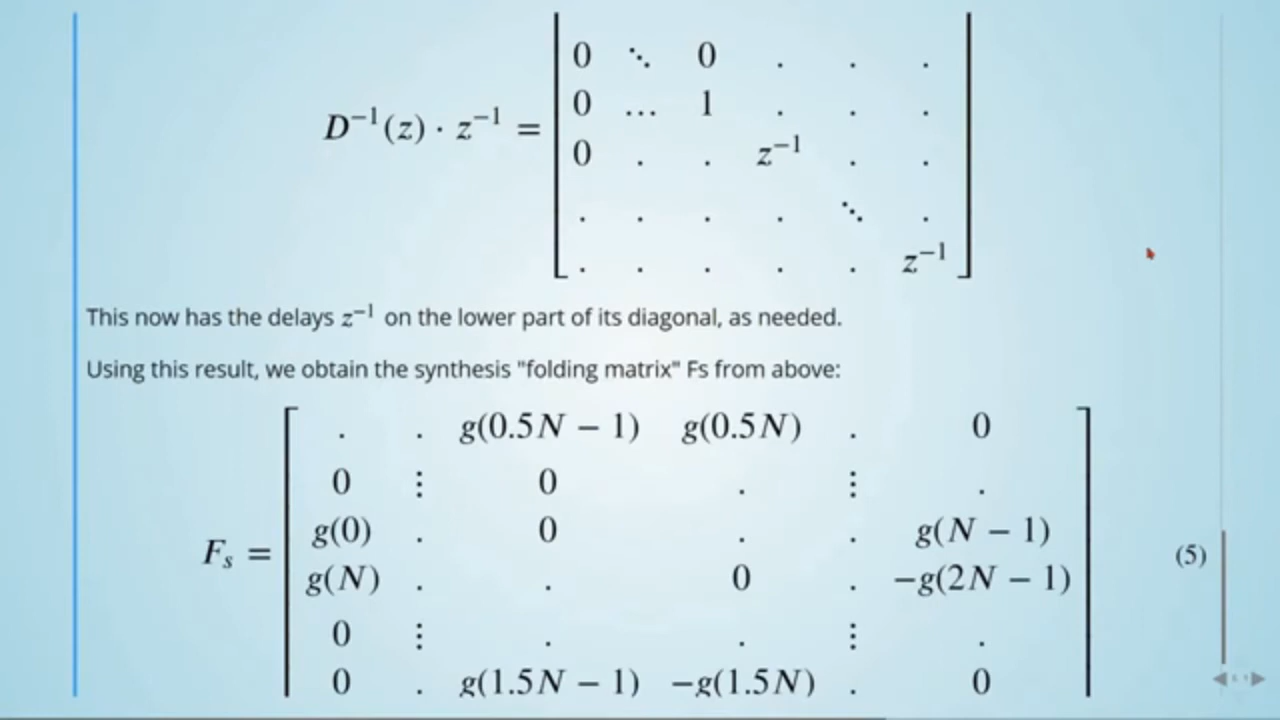 0 ⋱ 0 . . .
0 … 1 . . .
D⁻¹(z) · z⁻¹ =
0 . . z⁻¹ . .
. . . . ⋱ .
. . . . . z⁻¹
This now has the delays z⁻¹ on the lower part of its diagonal, as needed.
Using this result, we obtain the synthesis "folding matrix" Fs from above:
. . g(0.5N − 1) g(0.5N) . 0
0 ⋮ 0 . ⋮ .
g(0) . 0 . . g(N − 1)
Fₛ = (5)
g(N) . . 0 . −g(2N − 1)
0 ⋮ . . ⋮ .
0 . g(1.5N − 1) −g(1.5N) . 0